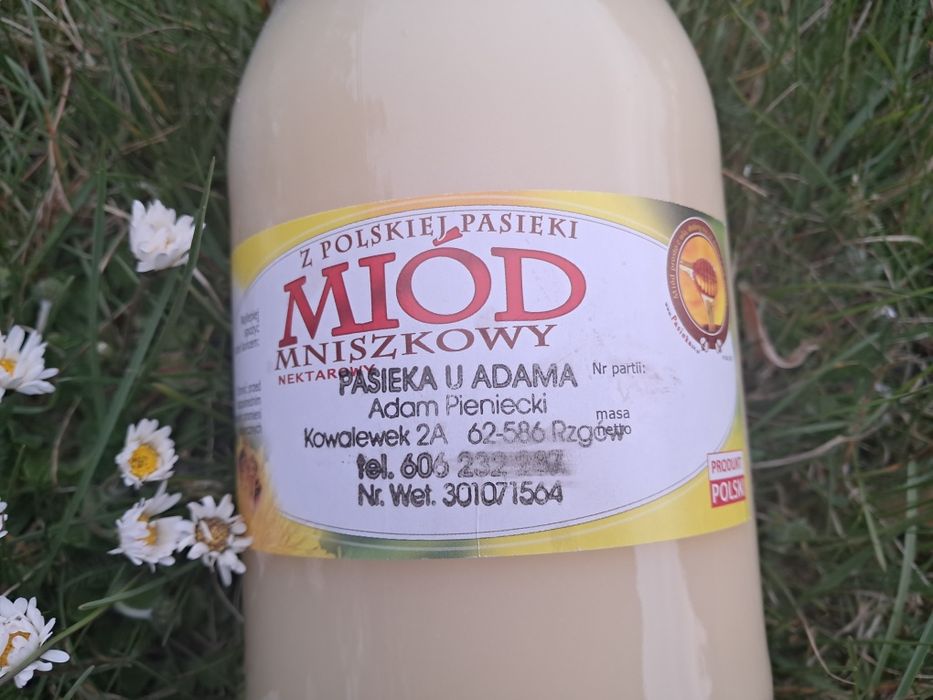 Z POLSKIEJ PASIEKI
MIÓD
MNISZKOWY
NEKTAROWY
PASIEKA U ADAMA
Nr partii:
Adam Pieniecki
masa
netto
Kowalewek 2A 62-586 Rzgów
tel. 606 232
Nr. Wet. 301071564
PRODUKT
POLSKI